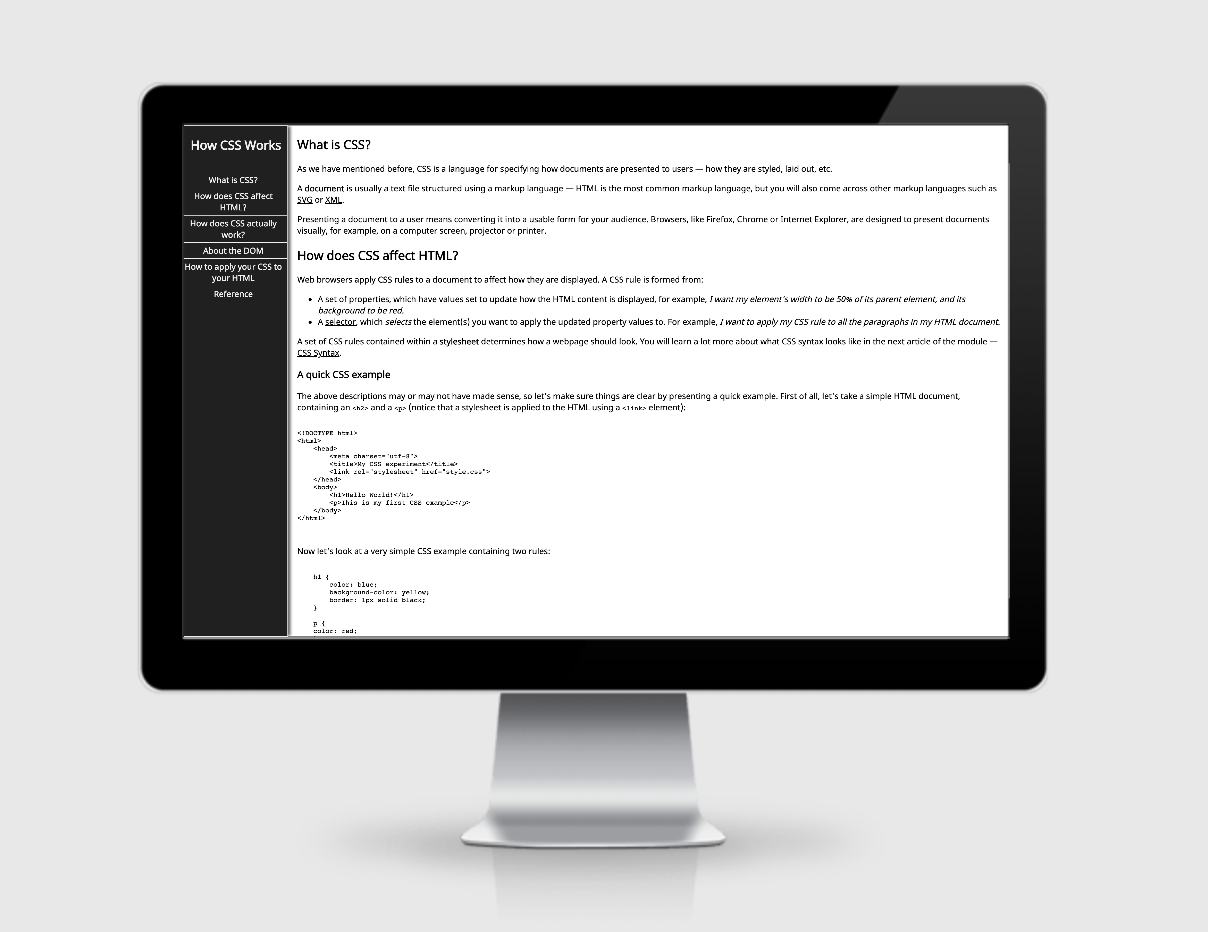 How CSS Works
What is CSS?
How does CSS affect
HTML?
How does CSS actually
work?
About the DOM
How to apply your CSS to
your HTML
Reference
What is CSS?
As we have mentioned before, CSS is a language for specifying how documents are presented to users — how they are styled, laid out, etc.
A document is usually a text file structured using a markup language — HTML is the most common markup language, but you will also come across other markup languages such as
SVG or XML.
Presenting a document to a user means converting it into a usable form for your audience. Browsers, like Firefox, Chrome or Internet Explorer, are designed to present documents
visually, for example, on a computer screen, projector or printer.
How does CSS affect HTML?
Web browsers apply CSS rules to a document to affect how they are displayed. A CSS rule is formed from:
• A set of properties, which have values set to update how the HTML content is displayed, for example, I want my element's width to be 50% of its parent element, and its
background to be red.
• A selector, which selects the element(s) you want to apply the updated property values to. For example, I want to apply my CSS rule to all the paragraphs in my HTML document.
A set of CSS rules contained within a stylesheet determines how a webpage should look. You will learn a lot more about what CSS syntax looks like in the next article of the module —
CSS Syntax.
A quick CSS example
The above descriptions may or may not have made sense, so let's make sure things are clear by presenting a quick example. First of all, let's take a simple HTML document,
containing an <h2> and a <p> (notice that a stylesheet is applied to the HTML using a <link> element):
<!DOCTYPE html>
<html>
<head>
<meta charset="utf-8">
<title>My CSS experiment</title>
<link rel="stylesheet" href="style.css">
</head>
<body>
<h1>Hello World!</h1>
<p>This is my first CSS example</p>
</body>
</html>
Now let's look at a very simple CSS example containing two rules:
h1 {
color: blue;
background-color: yellow;
border: 1px solid black;
}
p {
color: red;